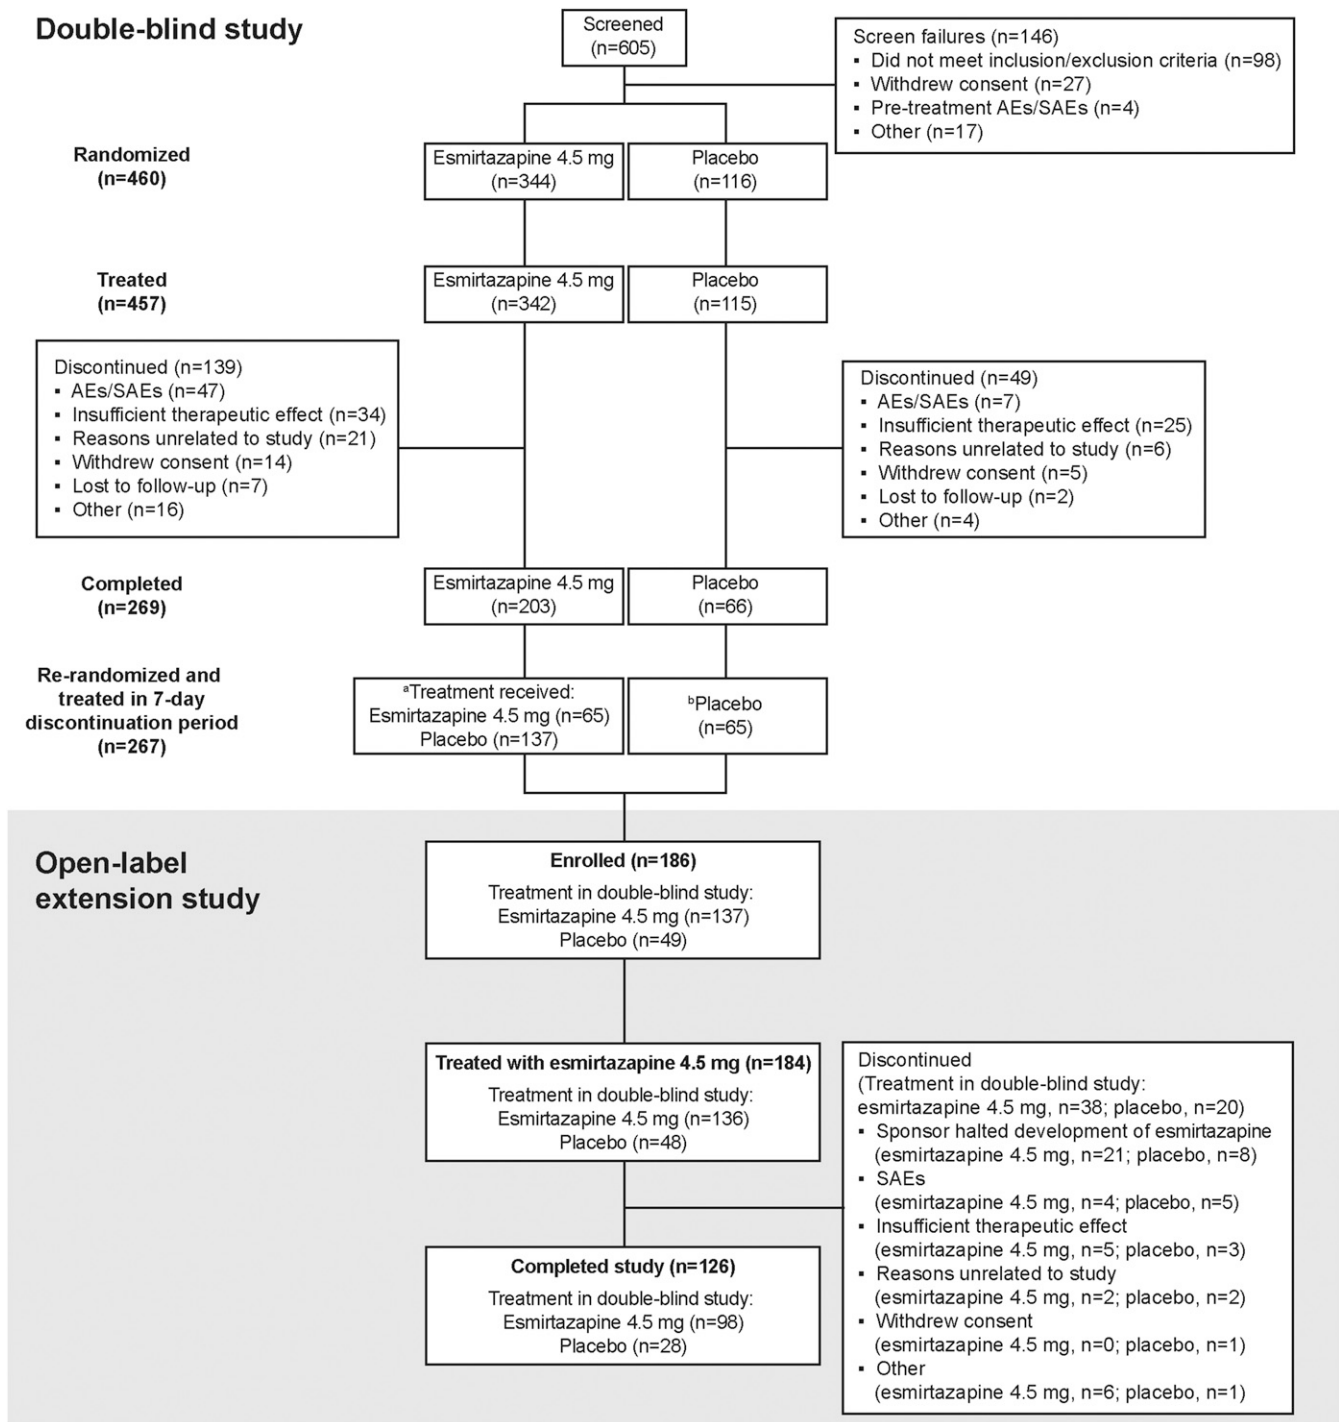 Double-blind study
Screened
(n=605)
Screen failures (n=146)
▪ Did not meet inclusion/exclusion criteria (n=98)
▪ Withdrew consent (n=27)
▪ Pre-treatment AEs/SAEs (n=4)
▪ Other (n=17)
Randomized
(n=460)
Esmirtazapine 4.5 mg
(n=344)
Placebo
(n=116)
Treated
(n=457)
Esmirtazapine 4.5 mg
(n=342)
Placebo
(n=115)
Discontinued (n=139)
▪ AEs/SAEs (n=47)
▪ Insufficient therapeutic effect (n=34)
▪ Reasons unrelated to study (n=21)
▪ Withdrew consent (n=14)
▪ Lost to follow-up (n=7)
▪ Other (n=16)
Discontinued (n=49)
▪ AEs/SAEs (n=7)
▪ Insufficient therapeutic effect (n=25)
▪ Reasons unrelated to study (n=6)
▪ Withdrew consent (n=5)
▪ Lost to follow-up (n=2)
▪ Other (n=4)
Completed
(n=269)
Esmirtazapine 4.5 mg
(n=203)
Placebo
(n=66)
Re-randomized and
treated in 7-day
discontinuation period
(n=267)
ᵃTreatment received:
Esmirtazapine 4.5 mg (n=65)
Placebo (n=137)
ᵇPlacebo
(n=65)
Open-label
extension study
Enrolled (n=186)
Treatment in double-blind study:
Esmirtazapine 4.5 mg (n=137)
Placebo (n=49)
Treated with esmirtazapine 4.5 mg (n=184)
Treatment in double-blind study:
Esmirtazapine 4.5 mg (n=136)
Placebo (n=48)
Discontinued
(Treatment in double-blind study:
esmirtazapine 4.5 mg, n=38; placebo, n=20)
▪ Sponsor halted development of esmirtazapine
(esmirtazapine 4.5 mg, n=21; placebo, n=8)
▪ SAEs
(esmirtazapine 4.5 mg, n=4; placebo, n=5)
▪ Insufficient therapeutic effect
(esmirtazapine 4.5 mg, n=5; placebo, n=3)
▪ Reasons unrelated to study
(esmirtazapine 4.5 mg, n=2; placebo, n=2)
▪ Withdrew consent
(esmirtazapine 4.5 mg, n=0; placebo, n=1)
▪ Other
(esmirtazapine 4.5 mg, n=6; placebo, n=1)
Completed study (n=126)
Treatment in double-blind study:
Esmirtazapine 4.5 mg (n=98)
Placebo (n=28)